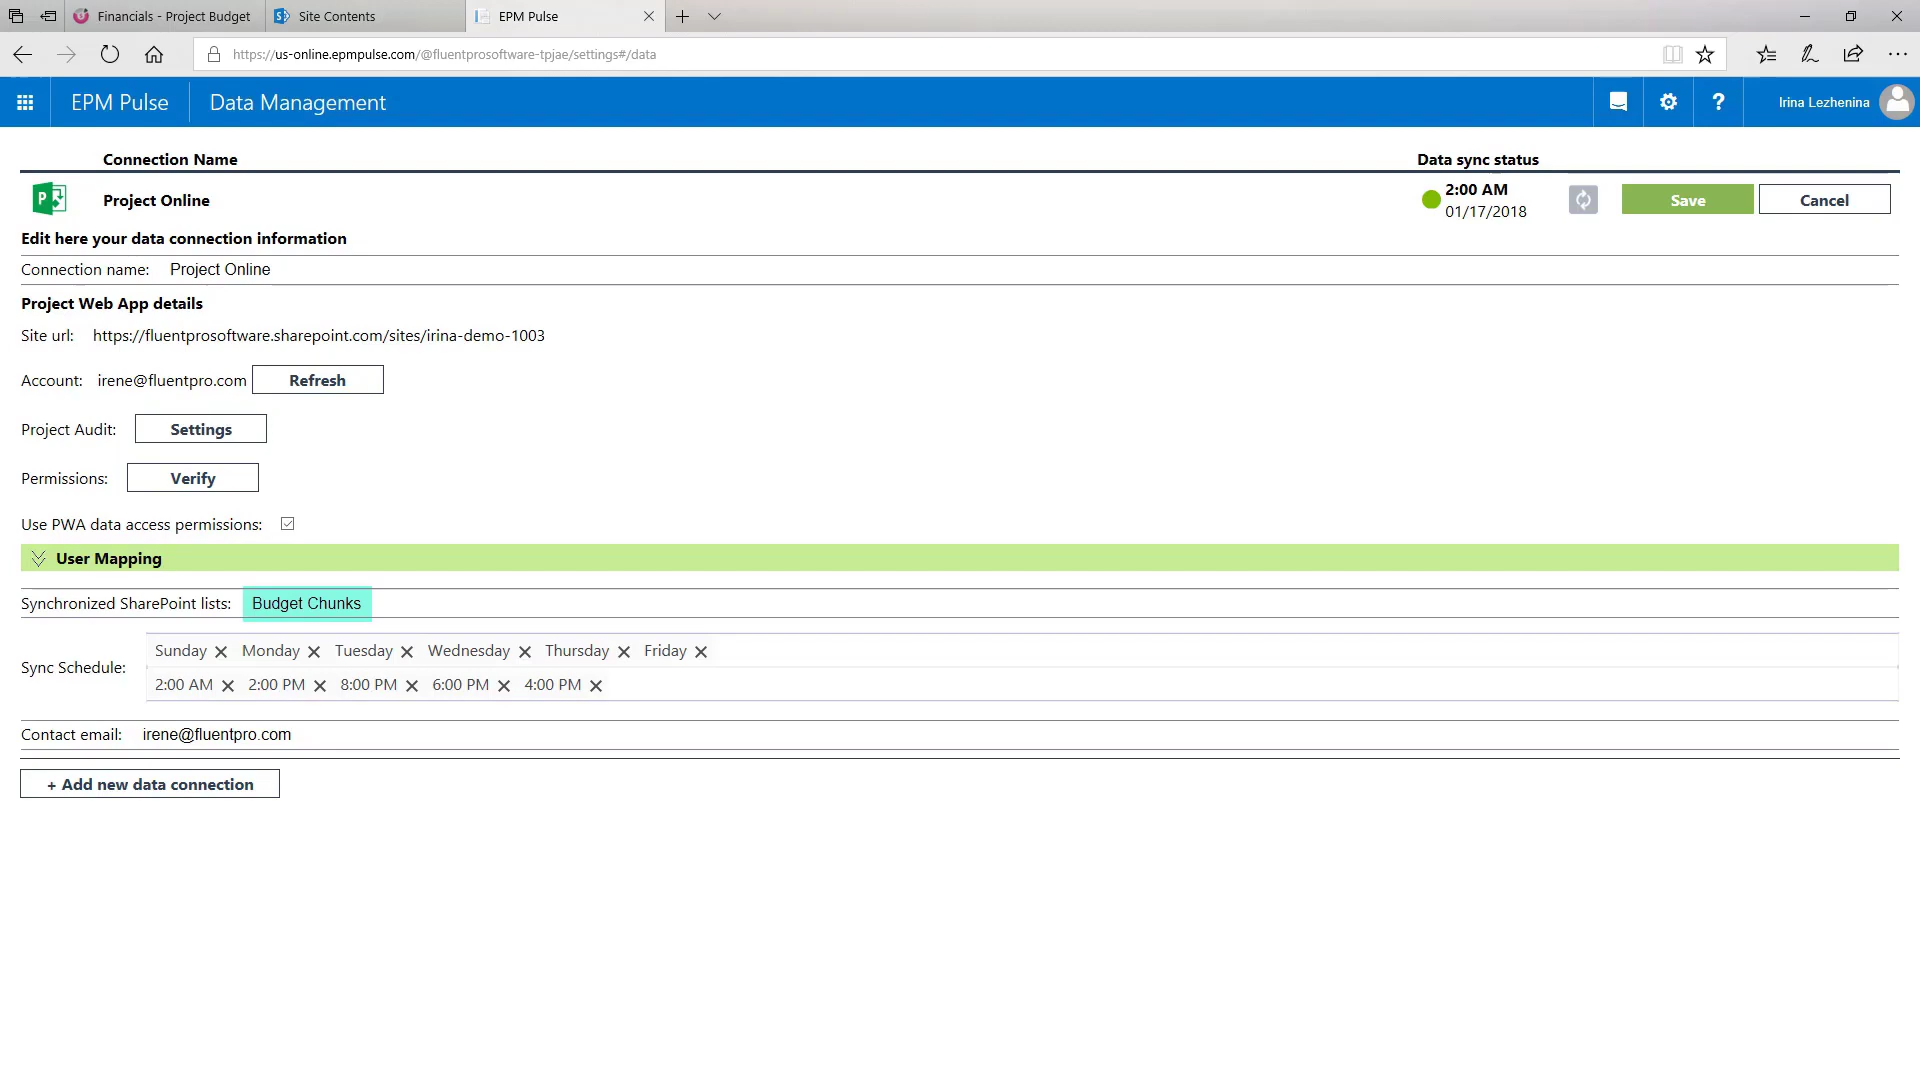 Financials - Project Budget
Site Contents
EPM Pulse
https://us-online.epmpulse.com/@fluentprosoftware-tpjae/settings#/data
EPM Pulse
Data Management
?
Irina Lezhenina
Connection Name
Data sync status
P
Project Online
2:00 AM
01/17/2018
Save
Cancel
Edit here your data connection information
Connection name: Project Online
Project Web App details
Site url: https://fluentprosoftware.sharepoint.com/sites/irina-demo-1003
Account: irene@fluentpro.com Refresh
Project Audit: Settings
Permissions: Verify
Use PWA data access permissions:
User Mapping
Synchronized SharePoint lists: Budget Chunks
Sync Schedule:
Sunday Monday Tuesday Wednesday Thursday Friday
2:00 AM 2:00 PM 8:00 PM 6:00 PM 4:00 PM
Contact email: irene@fluentpro.com
+ Add new data connection